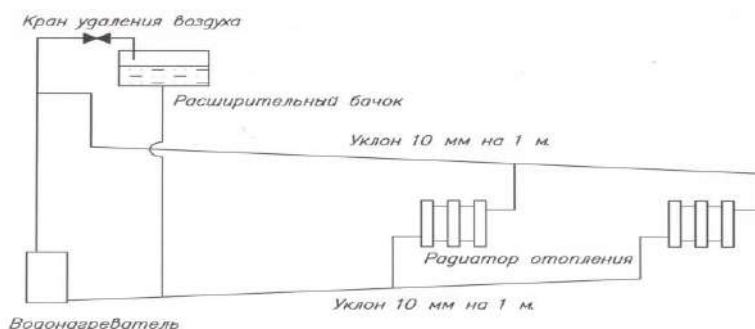 Кран удаления воздуха
Расширительный бачок
Уклон 10 мм на 1 м.
Радиатор отопления
Уклон 10 мм на 1 м.
Водонагреватель